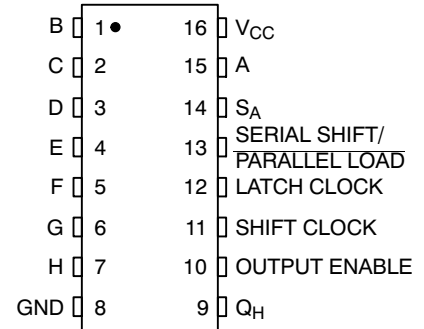 B 1 16 VCC
C 2 15 A
D 3 14 SA
E 4 13 SERIAL SHIFT/
PARALLEL LOAD
F 5 12 LATCH CLOCK
G 6 11 SHIFT CLOCK
H 7 10 OUTPUT ENABLE
GND 8 9 QH